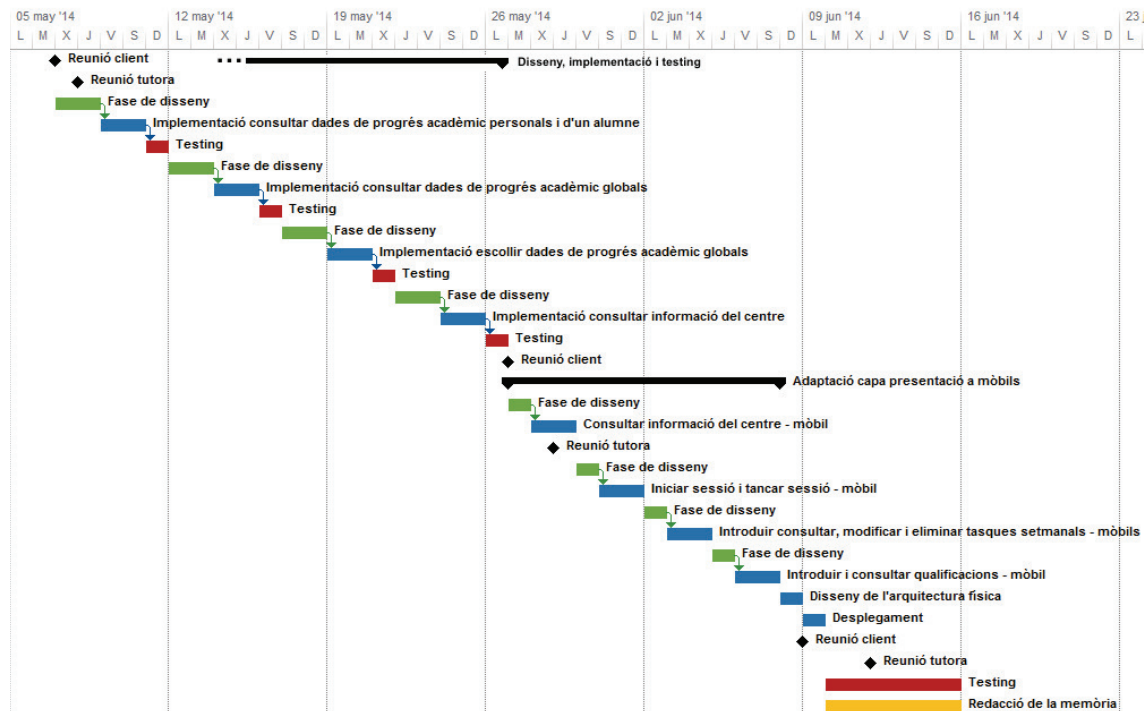 05 may '14 12 may '14 19 may '14 26 may '14 02 jun '14 09 jun '14 16 jun '14 23 j
L M X J V S D L M X J V S D L M X J V S D L M X J V S D L M X J V S D L M X J V S D L M X J V S D L
Reunió client Disseny, implementació i testing
Reunió tutora
Fase de disseny
Implementació consultar dades de progrés acadèmic personals i d'un alumne
Testing
Fase de disseny
Implementació consultar dades de progrés acadèmic globals
Testing
Fase de disseny
Implementació escollir dades de progrés acadèmic globals
Testing
Fase de disseny
Implementació consultar informació del centre
Testing
Reunió client
Adaptació capa presentació a mòbils
Fase de disseny
Consultar informació del centre - mòbil
Reunió tutora
Fase de disseny
Iniciar sessió i tancar sessió - mòbil
Fase de disseny
Introduir consultar, modificar i eliminar tasques setmanals - mòbils
Fase de disseny
Introduir i consultar qualificacions - mòbil
Disseny de l'arquitectura física
Desplegament
Reunió client
Reunió tutora
Testing
Redacció de la memòria